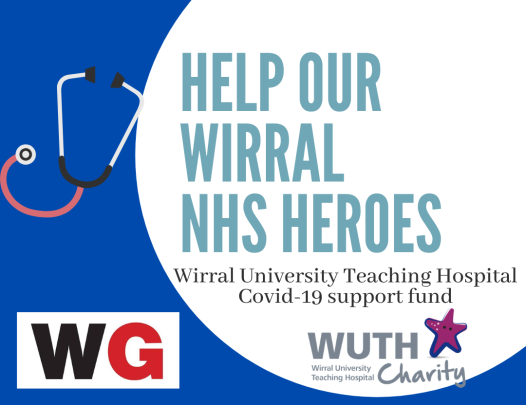 HELP OUR
WIRRAL
NHS HEROES
Wirral University Teaching Hospital
Covid-19 support fund
WG
WUTH
Wirral University
Teaching Hospital
Charity